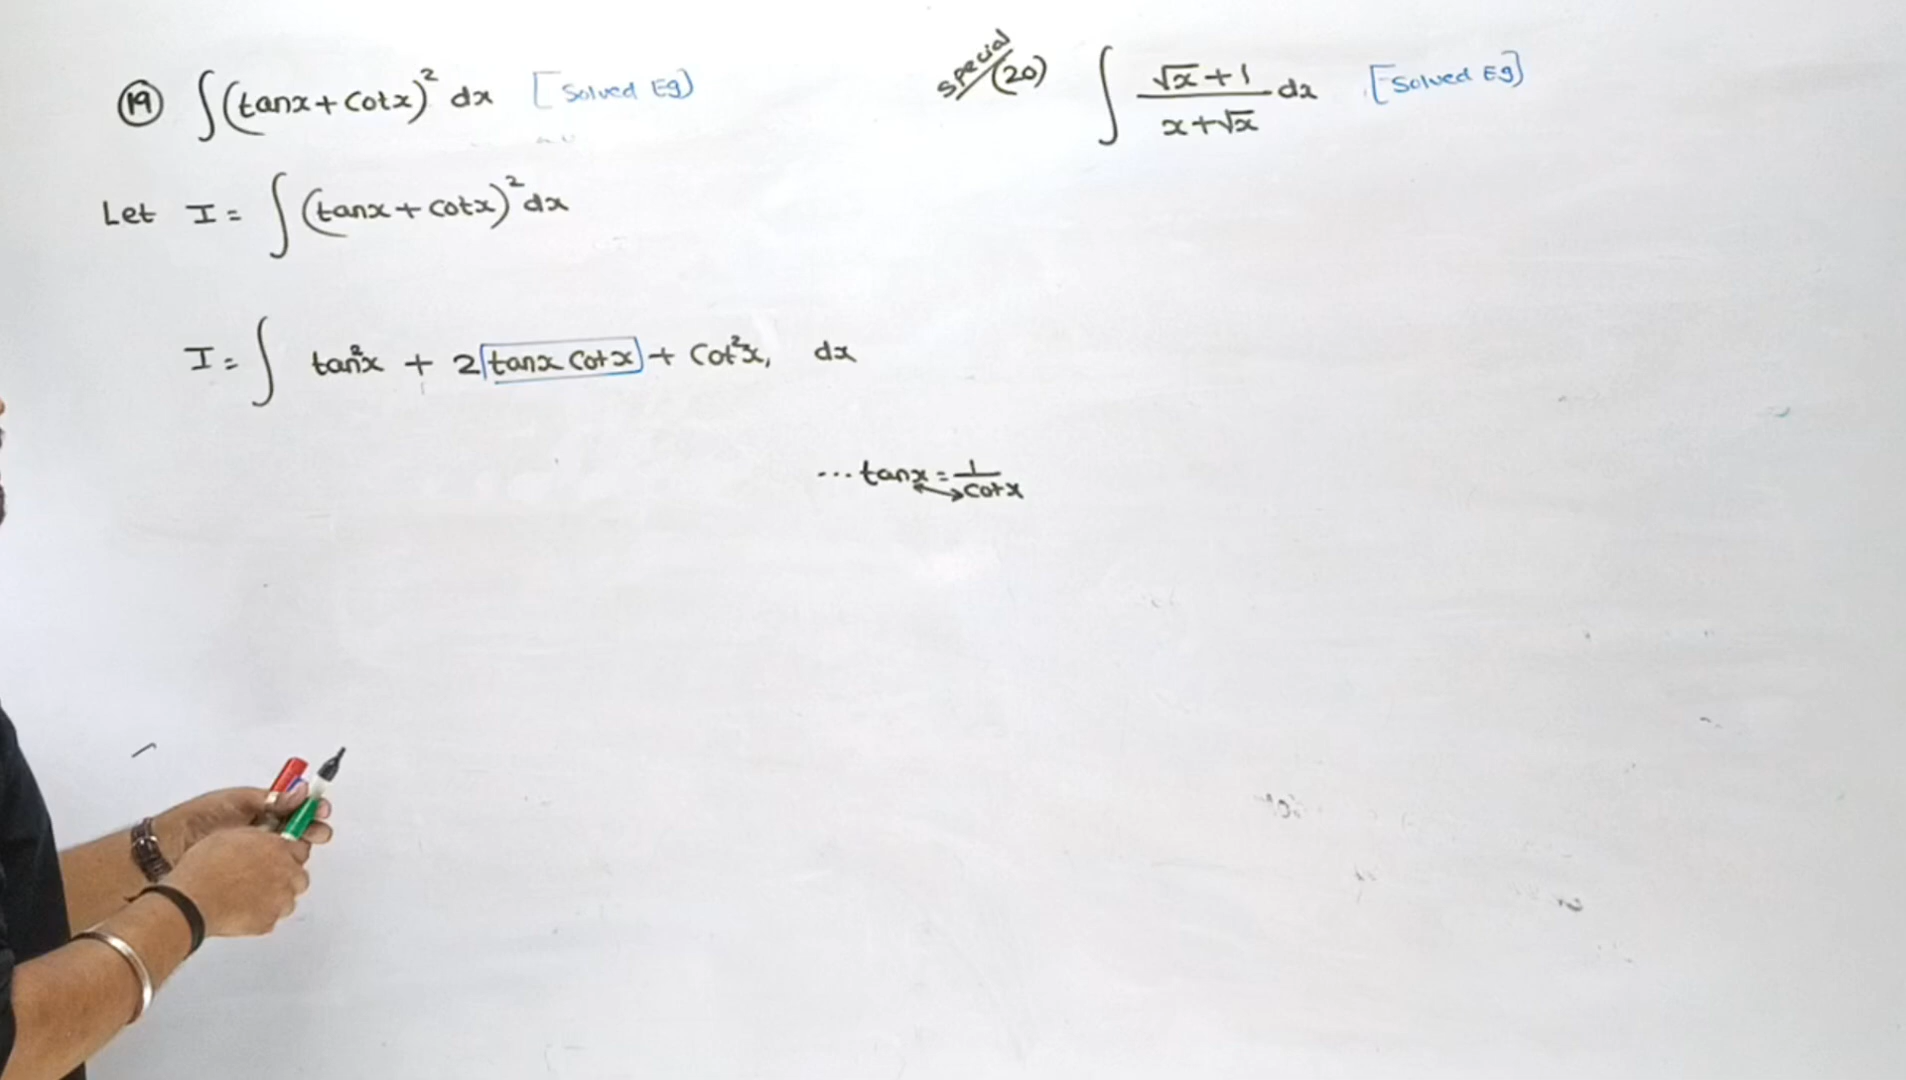 (19) ∫(tanx + cotx)² dx [Solved Eg]
Let I = ∫(tanx + cotx)² dx
I = ∫ tan²x + 2 tanx cotx + cot²x, dx
... tanx = 1/cotx
special (20) ∫ (√x + 1)/(x + √x) dx [Solved Eg]